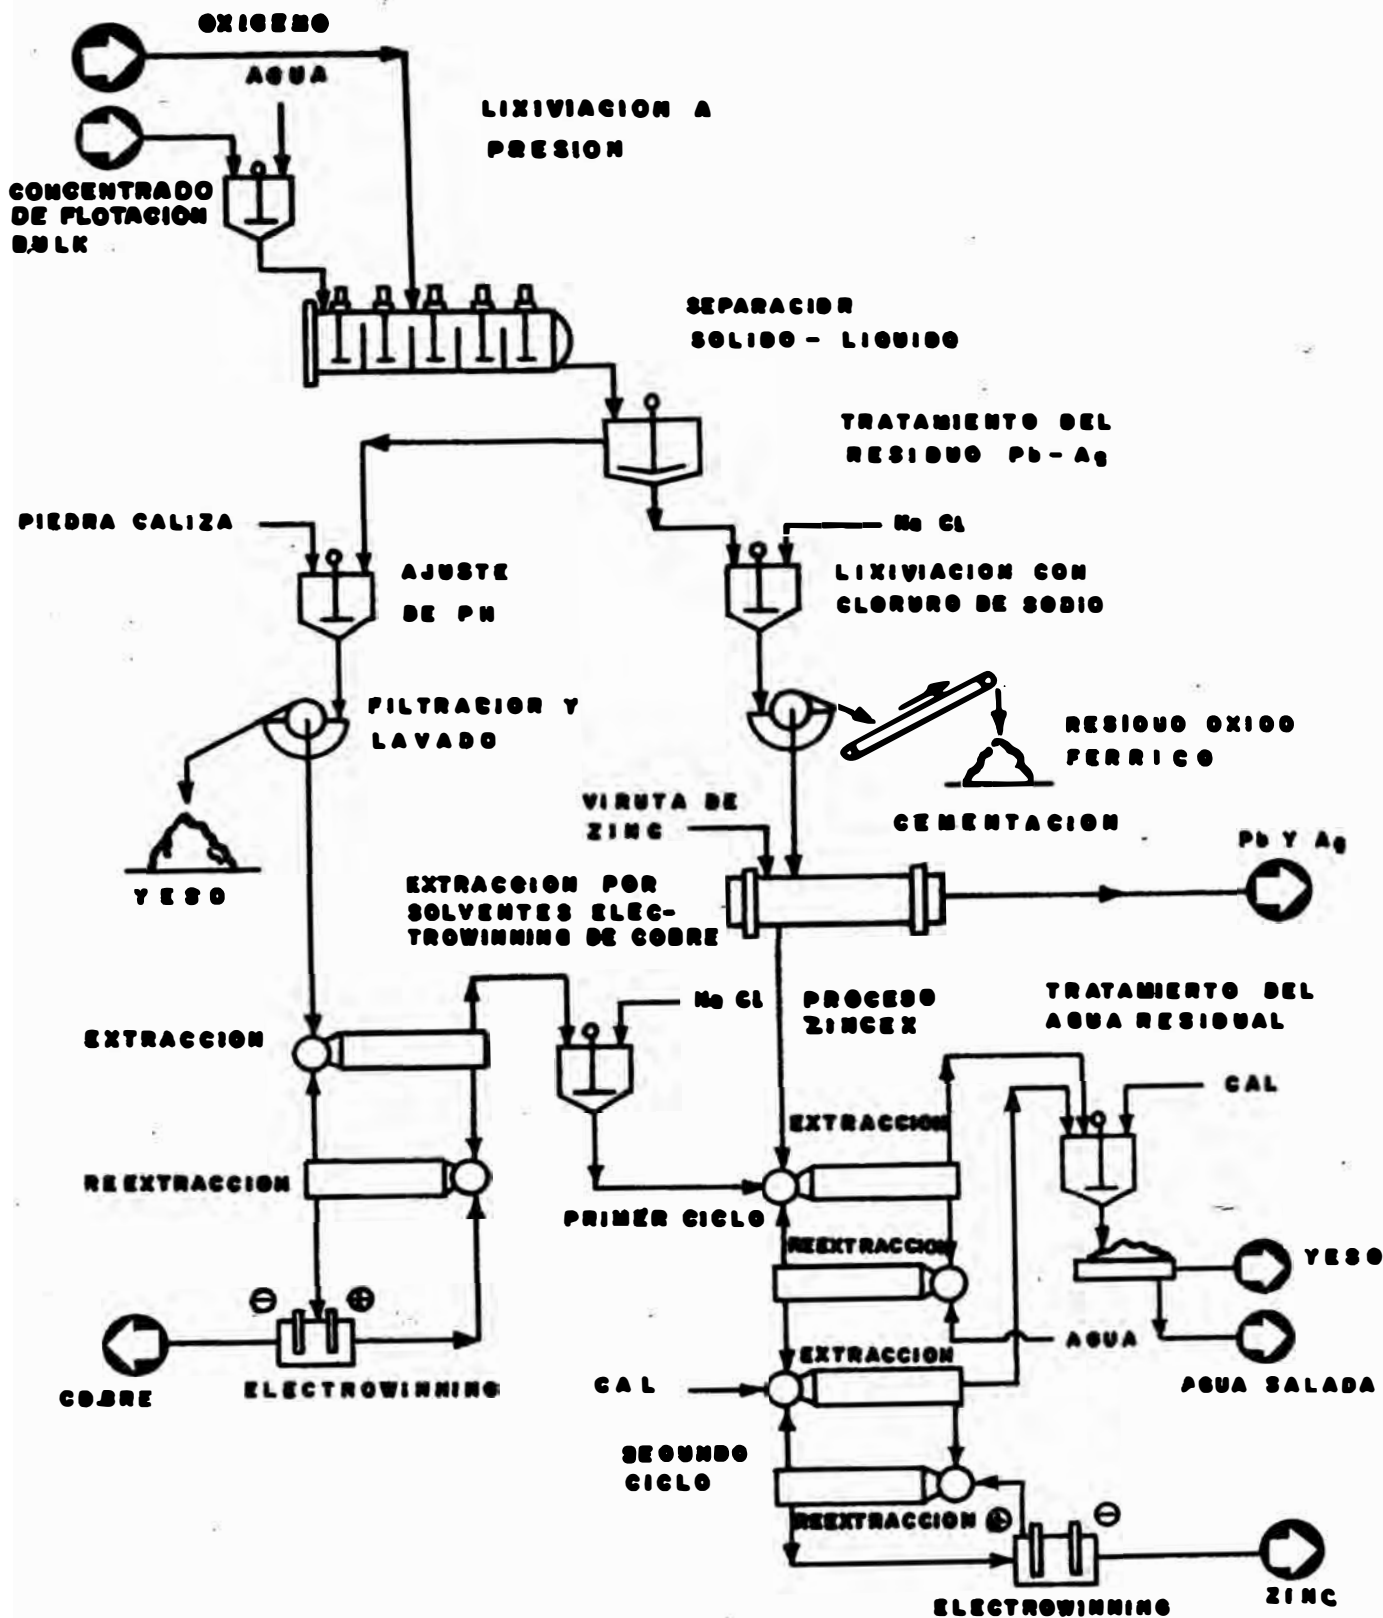 OXIGENO
AGUA
LIXIVIACION A
PRESION
CONCENTRADO
DE FLOTACION
BULK
SEPARACION
SOLIDO - LIQUIDO
TRATAMIENTO DEL
RESIDUO Pb-Ag
PIEDRA CALIZA
Na Cl
AJUSTE
DE PH
LIXIVIACION CON
CLORURO DE SODIO
FILTRACION Y
LAVADO
RESIDUO OXIDO
FERRICO
VIRUTA DE
ZINC
CEMENTACION
Pb Y Ag
YESO
EXTRACCION POR
SOLVENTES ELEC-
TROWINNING DE COBRE
Na Cl
PROCESO
ZINCEX
TRATAMIENTO DEL
AGUA RESIDUAL
EXTRACCION
CAL
EXTRACCION
REEXTRACCION
PRIMER CICLO
REEXTRACCION
YESO
AGUA
EXTRACCION
COBRE
ELECTROWINNING
CAL
AGUA SALADA
SEGUNDO
CICLO
REEXTRACCION
ELECTROWINNING
ZINC